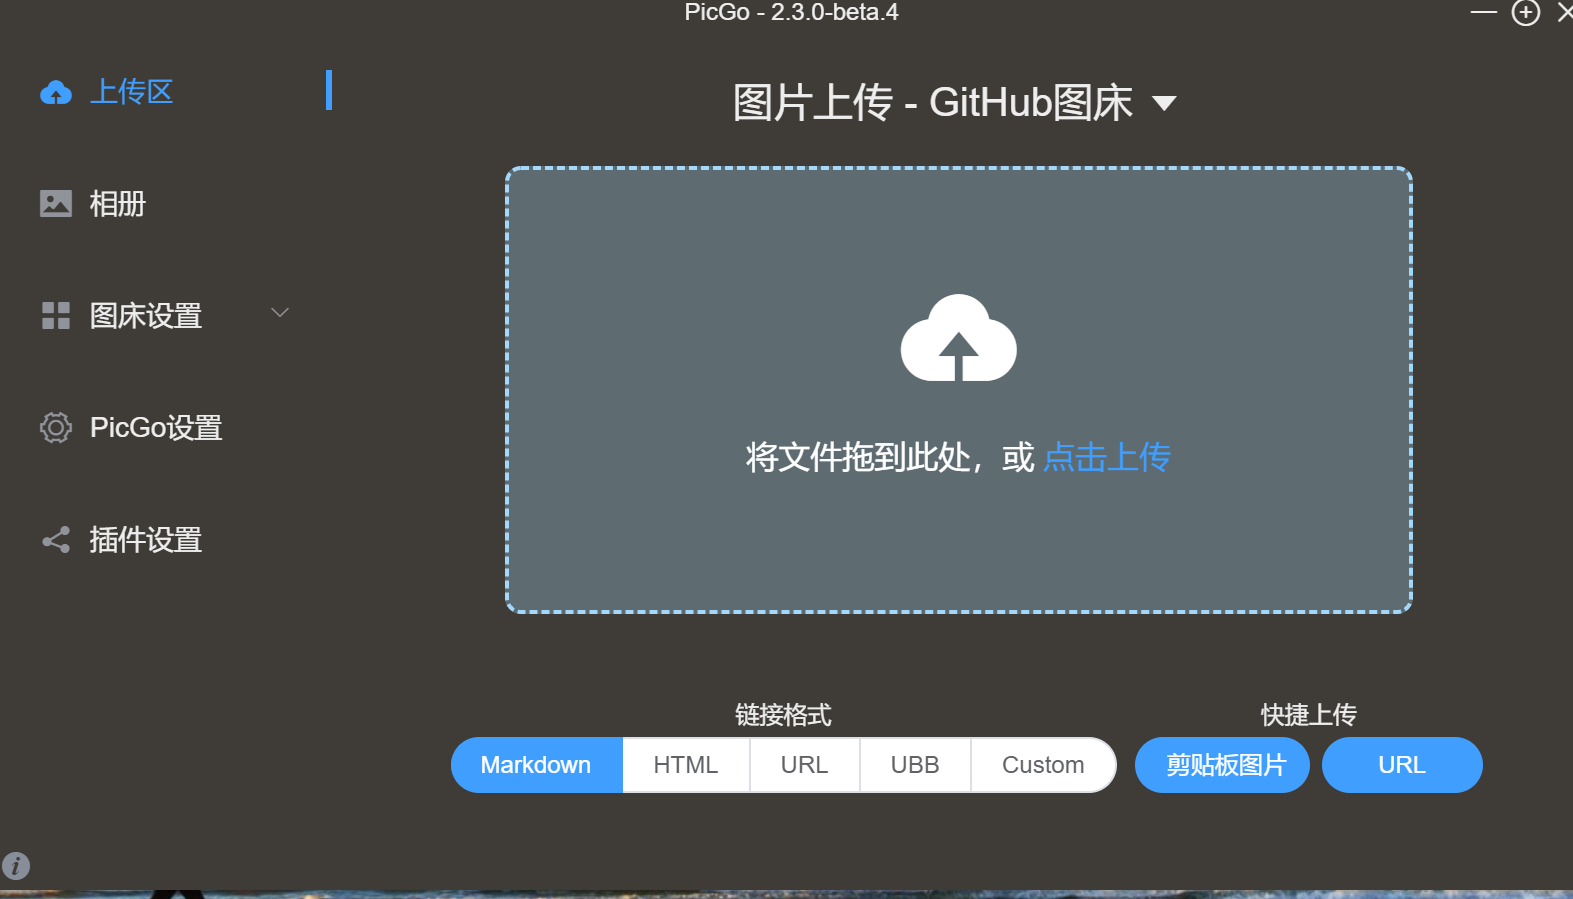 PicGo - 2.3.0-beta.4
上传区
相册
图床设置
PicGo设置
插件设置
图片上传 - GitHub图床
将文件拖到此处，或 点击上传
链接格式
Markdown HTML URL UBB Custom
快捷上传
剪贴板图片 URL
i